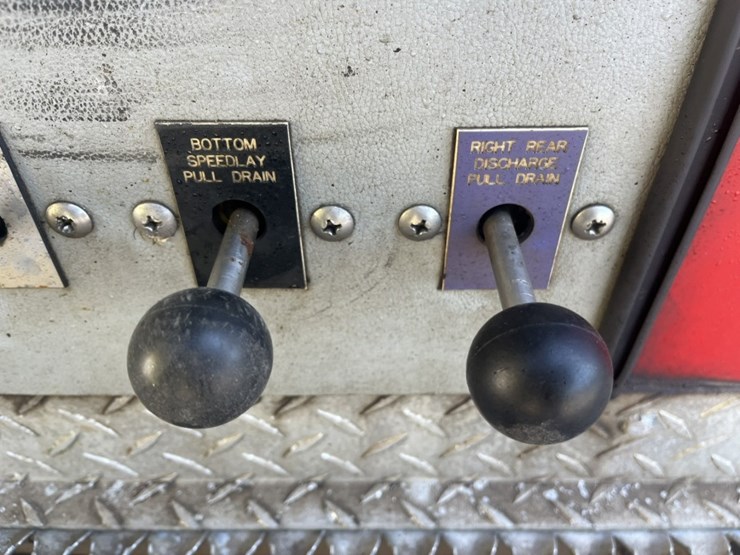 BOTTOM
SPEEDLAY
PULL DRAIN
RIGHT REAR
DISCHARGE
PULL DRAIN